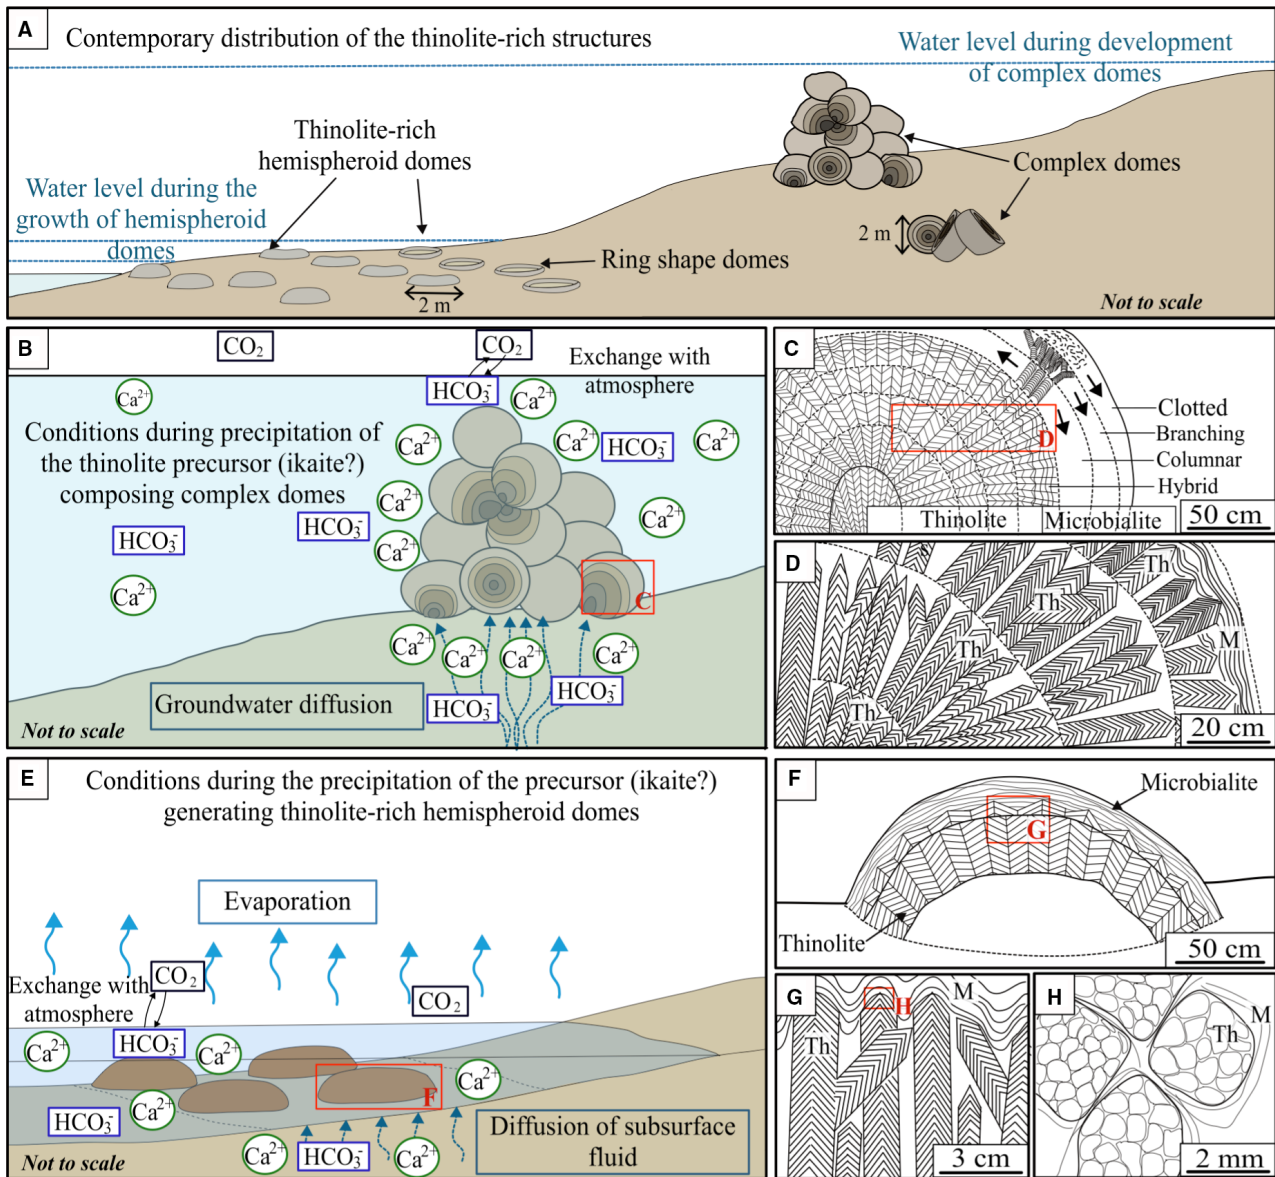 A
Contemporary distribution of the thinolite-rich structures
Water level during development
of complex domes
Thinolite-rich
hemispheroid domes
Water level during the
growth of hemispheroid
domes
Complex domes
2 m
Ring shape domes
2 m
Not to scale
B
CO2
CO2
Exchange with
atmosphere
HCO3-
Ca2+
Ca2+
Conditions during precipitation of
the thinolite precursor (ikaite?)
composing complex domes
Ca2+
Ca2+
HCO3-
Ca2+
Ca2+
HCO3-
HCO3-
Ca2+
Ca2+
Ca2+
C
Ca2+
Ca2+
Ca2+
Ca2+
HCO3-
HCO3-
Groundwater diffusion
Not to scale
C
D
Clotted
Branching
Columnar
Hybrid
Thinolite
Microbialite
50 cm
D
Th
Th
Th
Th
M
20 cm
E
Conditions during the precipitation of the precursor (ikaite?)
generating thinolite-rich hemispheroid domes
Evaporation
Exchange with
atmosphere
CO2
CO2
HCO3-
Ca2+
Ca2+
Ca2+
Ca2+
F
HCO3-
Diffusion of subsurface
fluid
Ca2+
HCO3-
Ca2+
Not to scale
F
Microbialite
G
Thinolite
50 cm
G
H
M
Th
3 cm
H
M
Th
2 mm